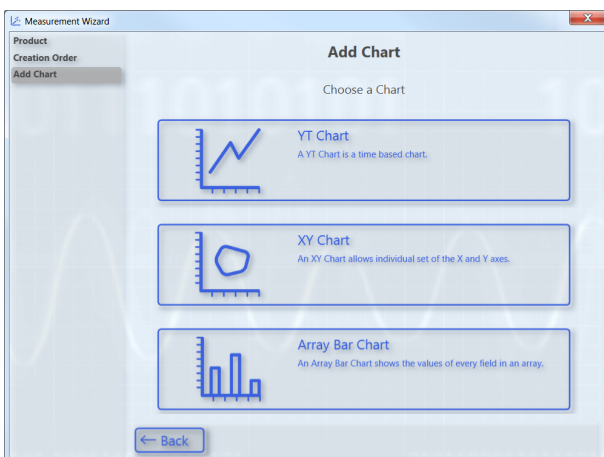 Measurement Wizard
Product
Creation Order
Add Chart
Add Chart
Choose a Chart
YT Chart
A YT Chart is a time based chart.
XY Chart
An XY Chart allows individual set of the X and Y axes.
Array Bar Chart
An Array Bar Chart shows the values of every field in an array.
← Back